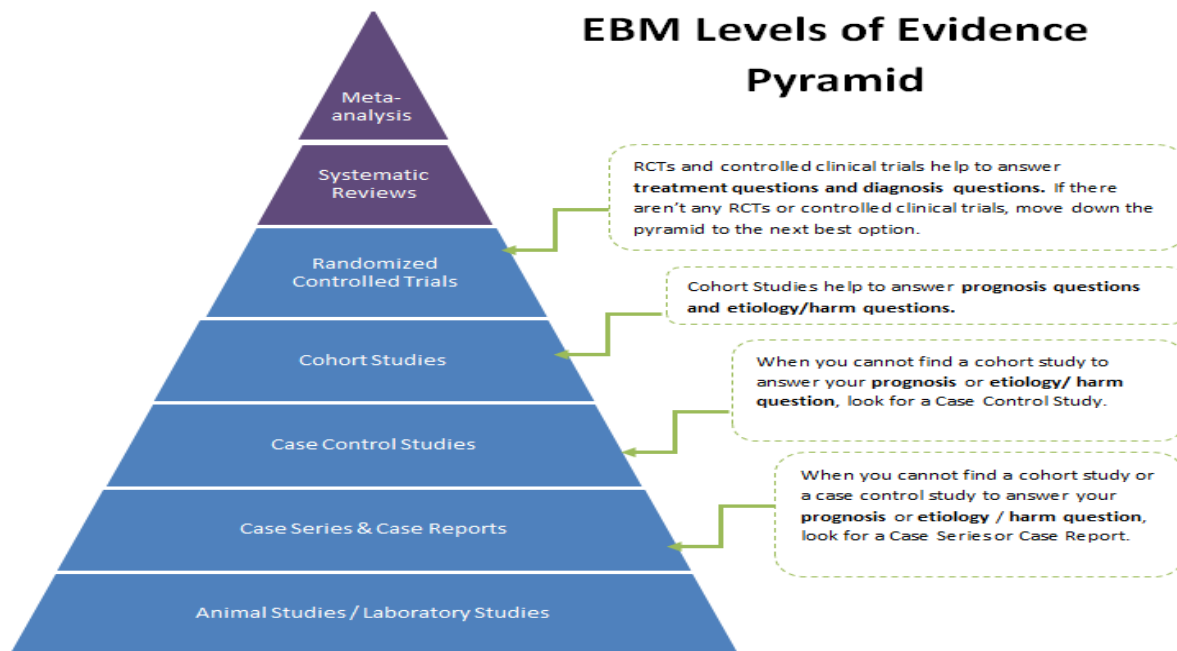 EBM Levels of Evidence
Pyramid
Meta-
analysis
Systematic
Reviews
RCTs and controlled clinical trials help to answer
treatment questions and diagnosis questions. If there
aren’t any RCTs or controlled clinical trials, move down the
pyramid to the next best option.
Randomized
Controlled Trials
Cohort Studies help to answer prognosis questions
and etiology/harm questions.
Cohort Studies
When you cannot find a cohort study to
answer your prognosis or etiology/ harm
question, look for a Case Control Study.
Case Control Studies
When you cannot find a cohort study or
a case control study to answer your
prognosis or etiology / harm question,
look for a Case Series or Case Report.
Case Series & Case Reports
Animal Studies / Laboratory Studies